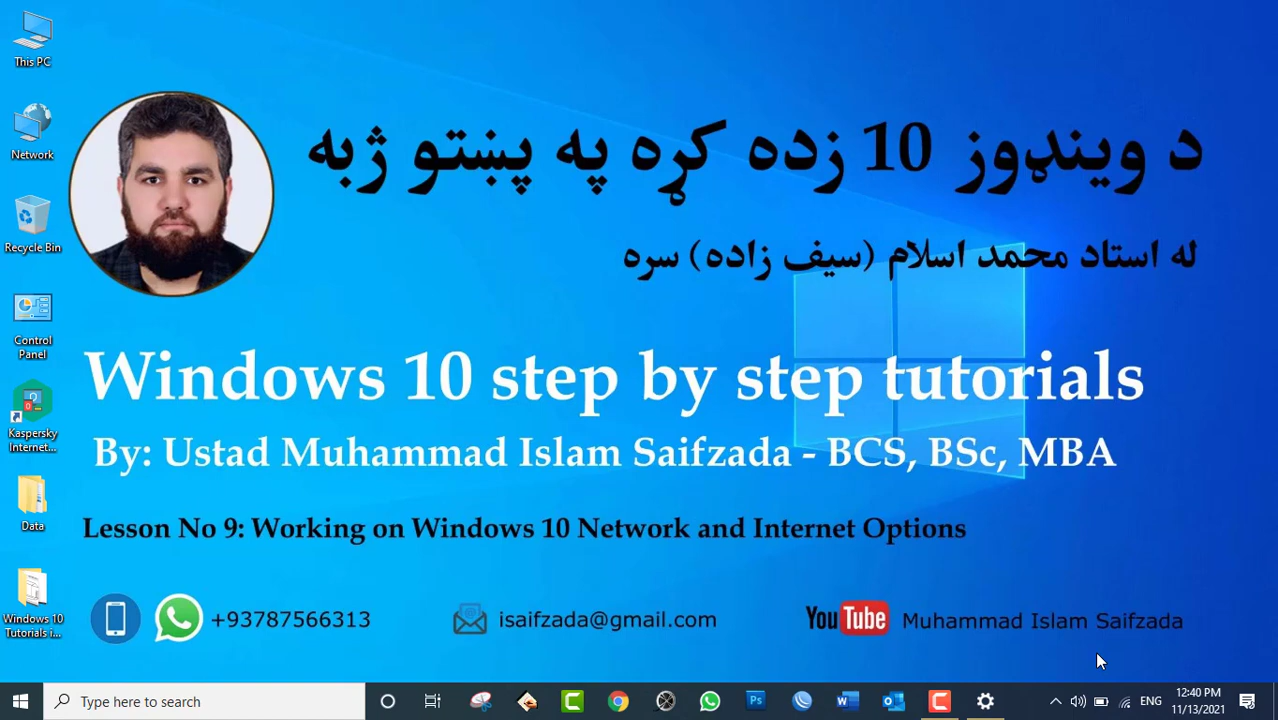 This PC
Network
Recycle Bin
Control
Panel
Kaspersky
Internet...
Data
Windows 10
Tutorials i...
د وینډوز 10 زده کړه په پښتو ژبه
له استاد محمد اسلام (سیف زاده) سره
Windows 10 step by step tutorials
By: Ustad Muhammad Islam Saifzada - BCS, BSc, MBA
Lesson No 9: Working on Windows 10 Network and Internet Options
+93787566313
isaifzada@gmail.com
YouTube Muhammad Islam Saifzada
Type here to search
Ps
ENG
12:40 PM
11/13/2021